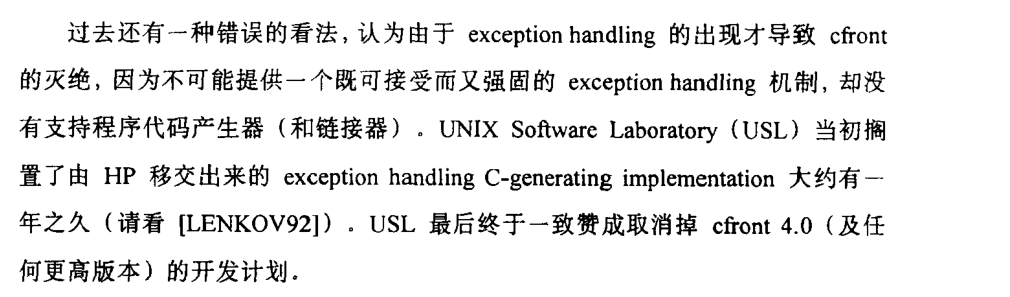 过去还有一种错误的看法，认为由于 exception handling 的出现才导致 cfront
的灭绝，因为不可能提供一个既可接受而又强固的 exception handling 机制，却没
有支持程序代码产生器（和链接器）。UNIX Software Laboratory（USL）当初搁
置了由 HP 移交出来的 exception handling C-generating implementation 大约有一
年之久（请看 [LENKOV92]）。USL 最后终于一致赞成取消掉 cfront 4.0（及任
何更高版本）的开发计划。